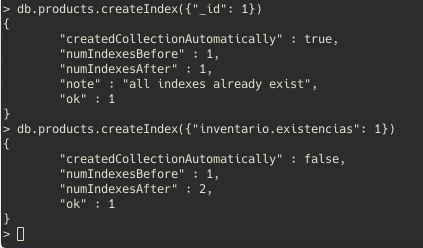 > db.products.createIndex({"_id": 1})
{
        "createdCollectionAutomatically" : true,
        "numIndexesBefore" : 1,
        "numIndexesAfter" : 1,
        "note" : "all indexes already exist",
        "ok" : 1
}
> db.products.createIndex({"inventario.existencias": 1})
{
        "createdCollectionAutomatically" : false,
        "numIndexesBefore" : 1,
        "numIndexesAfter" : 2,
        "ok" : 1
}
>